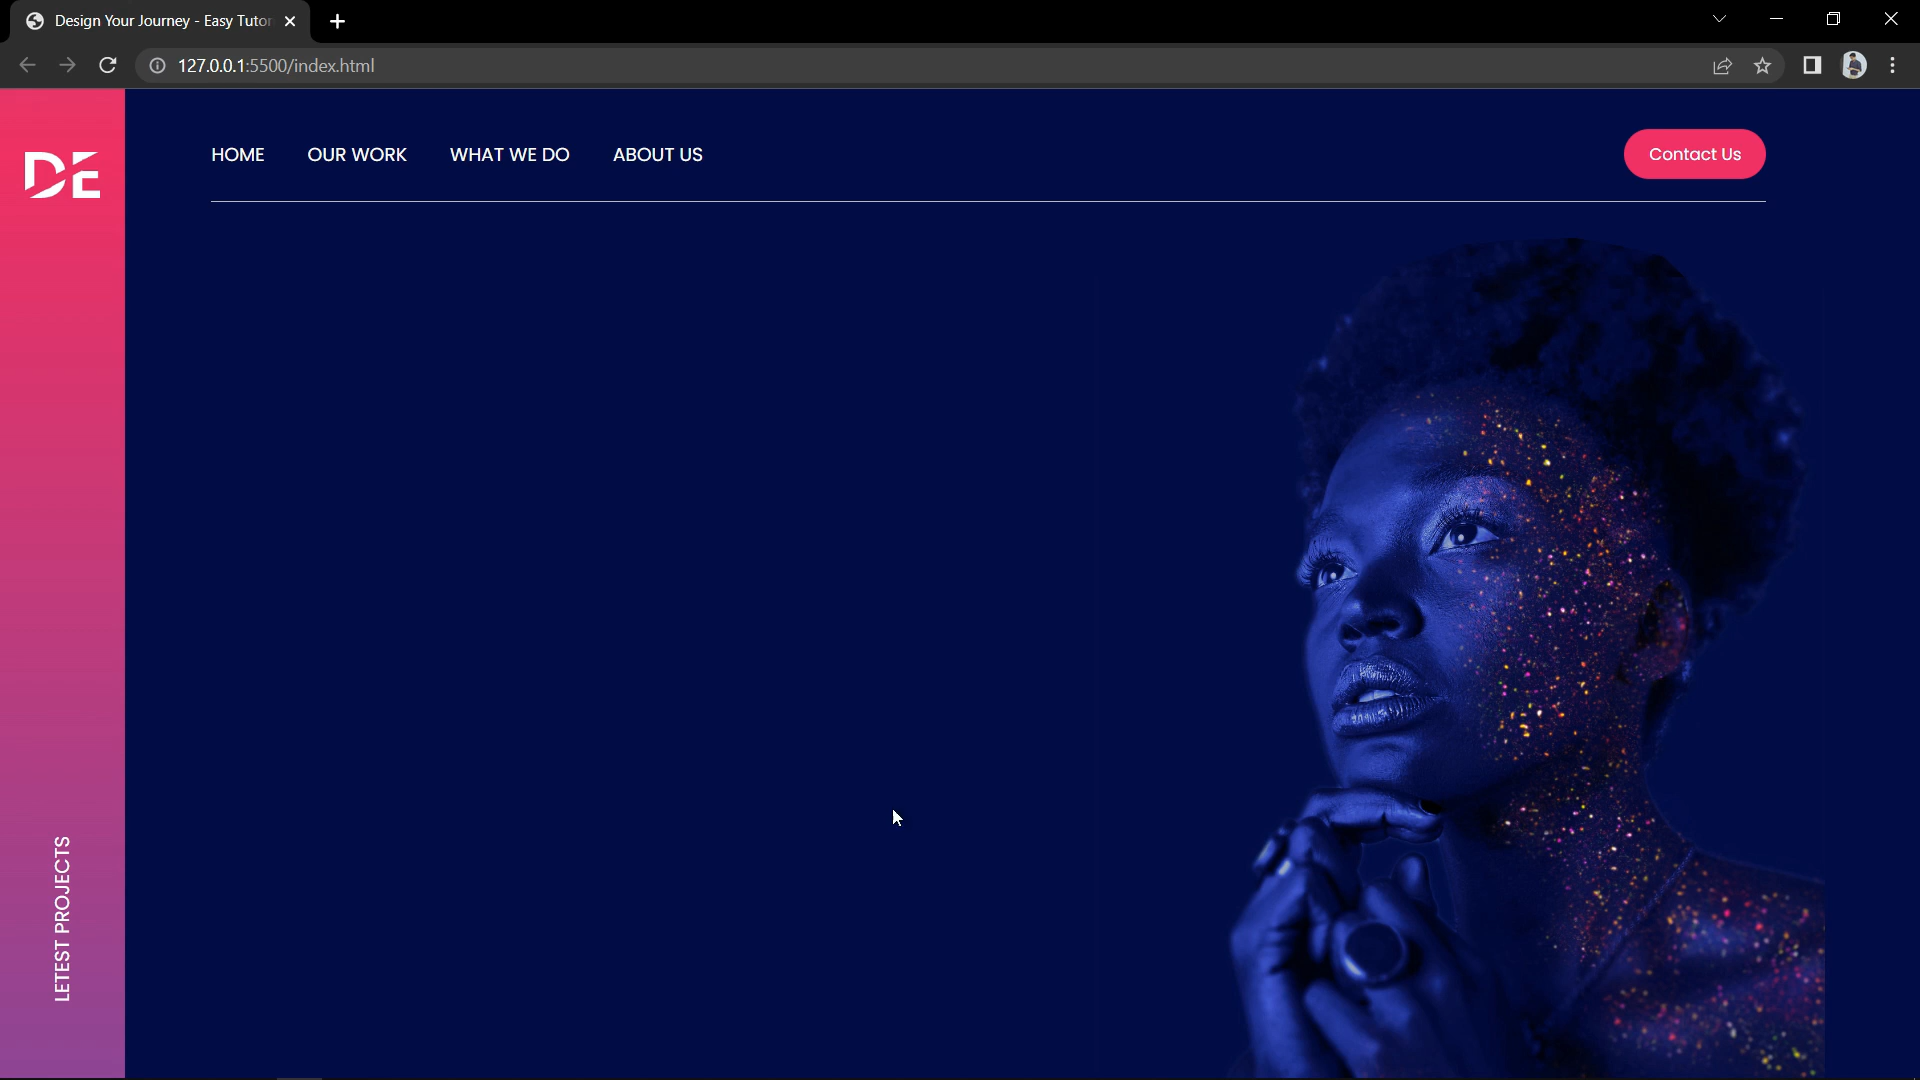 Design Your Journey - Easy Tutor
127.0.0.1:5500/index.html
DE
HOME
OUR WORK
WHAT WE DO
ABOUT US
Contact Us
LETEST PROJECTS